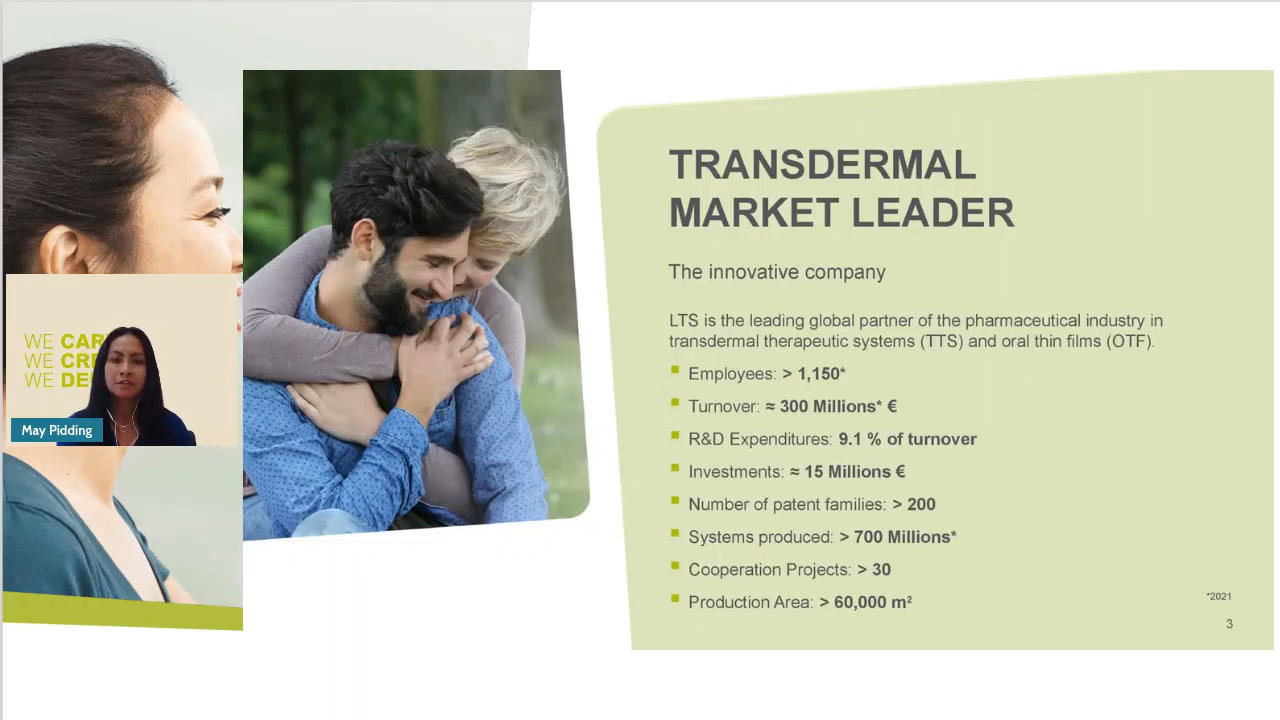 TRANSDERMAL
MARKET LEADER
The innovative company
LTS is the leading global partner of the pharmaceutical industry in
transdermal therapeutic systems (TTS) and oral thin films (OTF).
Employees: > 1,150*
Turnover: ≈ 300 Millions* €
R&D Expenditures: 9.1 % of turnover
Investments: ≈ 15 Millions €
Number of patent families: > 200
Systems produced: > 700 Millions*
Cooperation Projects: > 30
Production Area: > 60,000 m²
*2021
3
WE CAR
WE CRE
WE DE
May Pidding